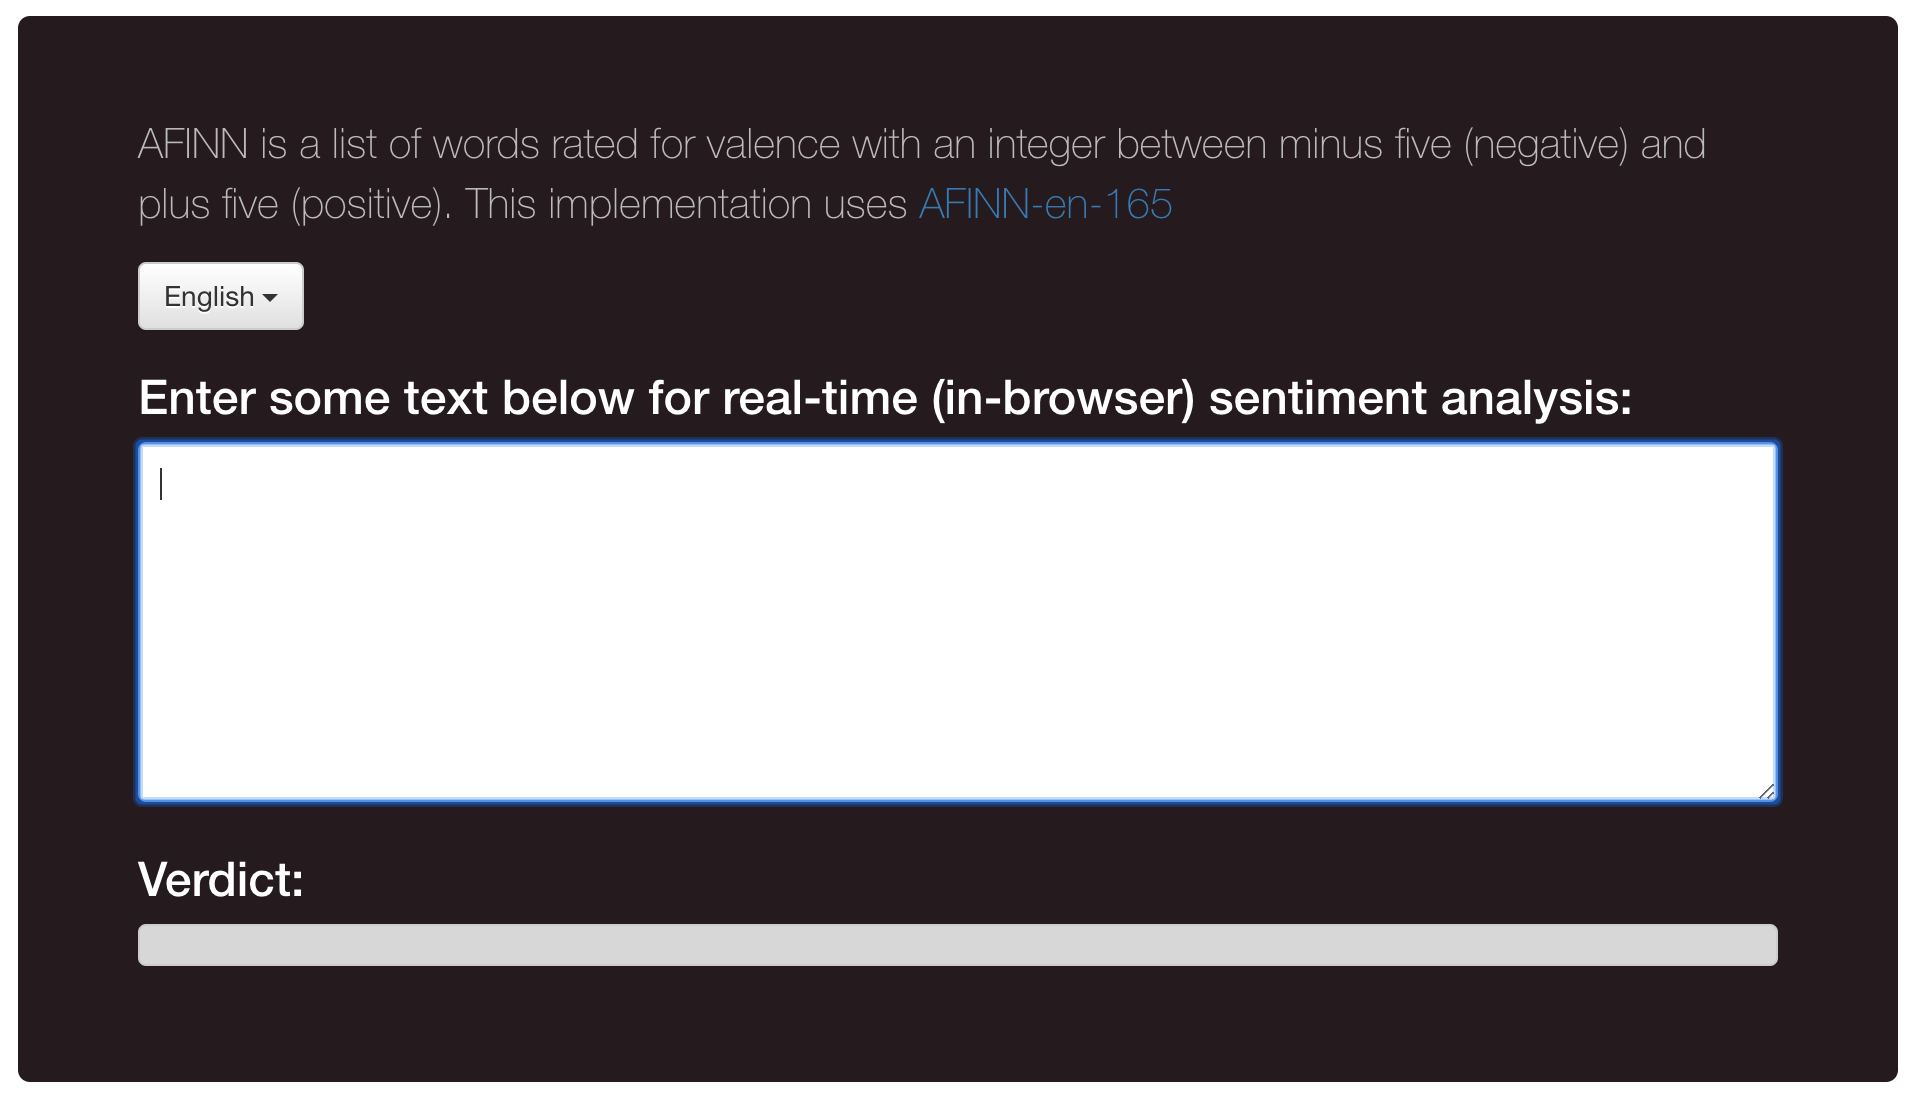 AFINN is a list of words rated for valence with an integer between minus five (negative) and
plus five (positive). This implementation uses AFINN-en-165
English
Enter some text below for real-time (in-browser) sentiment analysis:
Verdict: